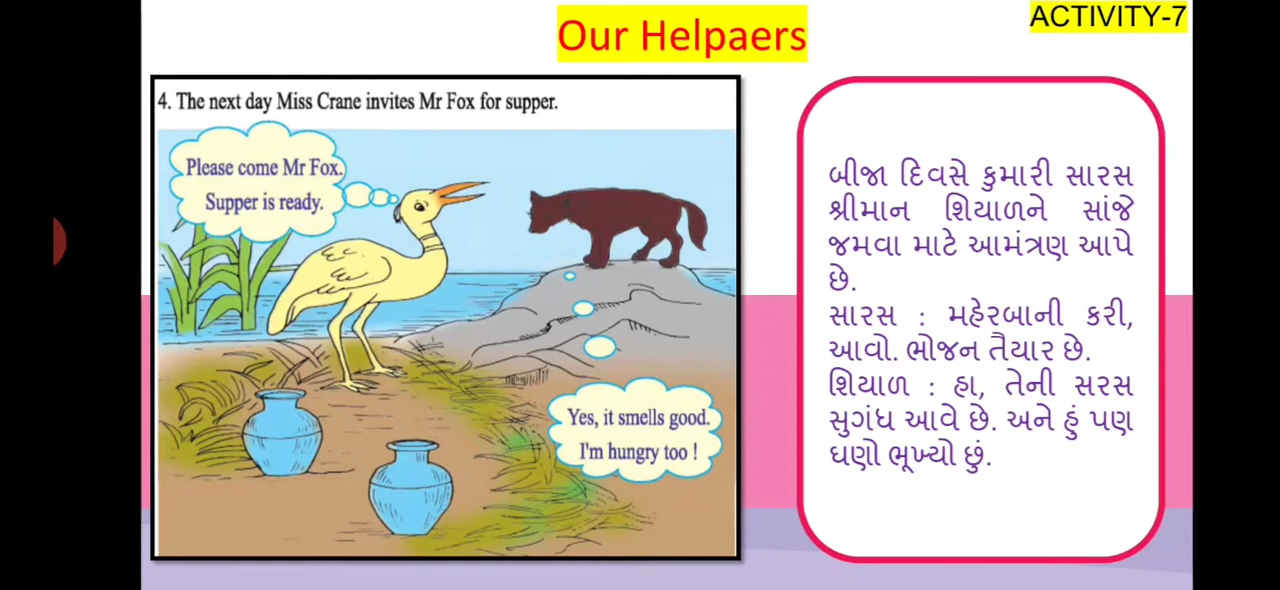 ACTIVITY-7
Our Helpaers
4. The next day Miss Crane invites Mr Fox for supper.
Please come Mr Fox.
Supper is ready.
Yes, it smells good.
I'm hungry too !
બીજા દિવસે કુમારી સારસ
શ્રીમાન શિયાળને સાંજે
જમવા માટે આમંત્રણ આપે
છે.
સારસ : મહેરબાની કરી,
આવો. ભોજન તૈયાર છે.
શિયાળ : હા, તેની સરસ
સુગંધ આવે છે. અને હું પણ
ઘણો ભૂખ્યો છું.